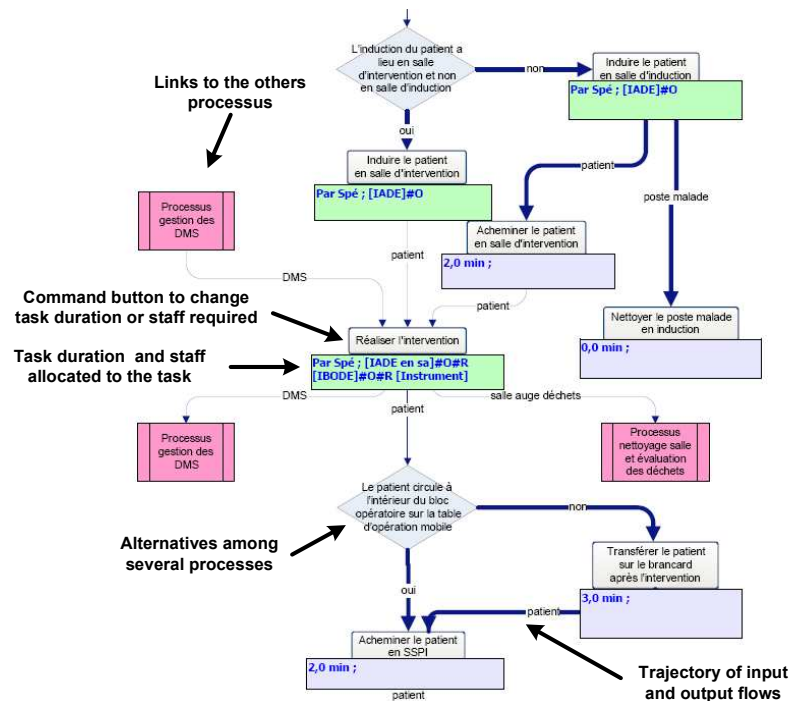 L'induction du patient a
lieu en salle
d'intervention et non
en salle d'induction
non
Induire le patient
en salle d'induction
Par Spé ; [IADE]#O
Links to the others
processus
oui
Induire le patient
en salle d'intervention
Par Spé ; [IADE]#O
patient
poste malade
Processus
gestion des
DMS
Acheminer le patient
en salle d'intervention
2,0 min ;
patient
DMS
patient
Command button to change
task duration or staff required
Réaliser l'intervention
Nettoyer le poste malade
en induction
0,0 min ;
Task duration and staff
allocated to the task
Par Spé ; [IADE en sa]#O#R
[IBODE]#O#R [Instrument]
DMS
patient
salle auge déchets
Processus
gestion des
DMS
Processus
nettoyage salle
et évaluation
des déchets
Le patient circule à
l'intérieur du bloc
opératoire sur la table
d'opération mobile
non
Alternatives among
several processes
Transférer le patient
sur le brancard
après l'intervention
3,0 min ;
oui
patient
Acheminer le patient
en SSPI
2,0 min ;
Trajectory of input
and output flows
patient